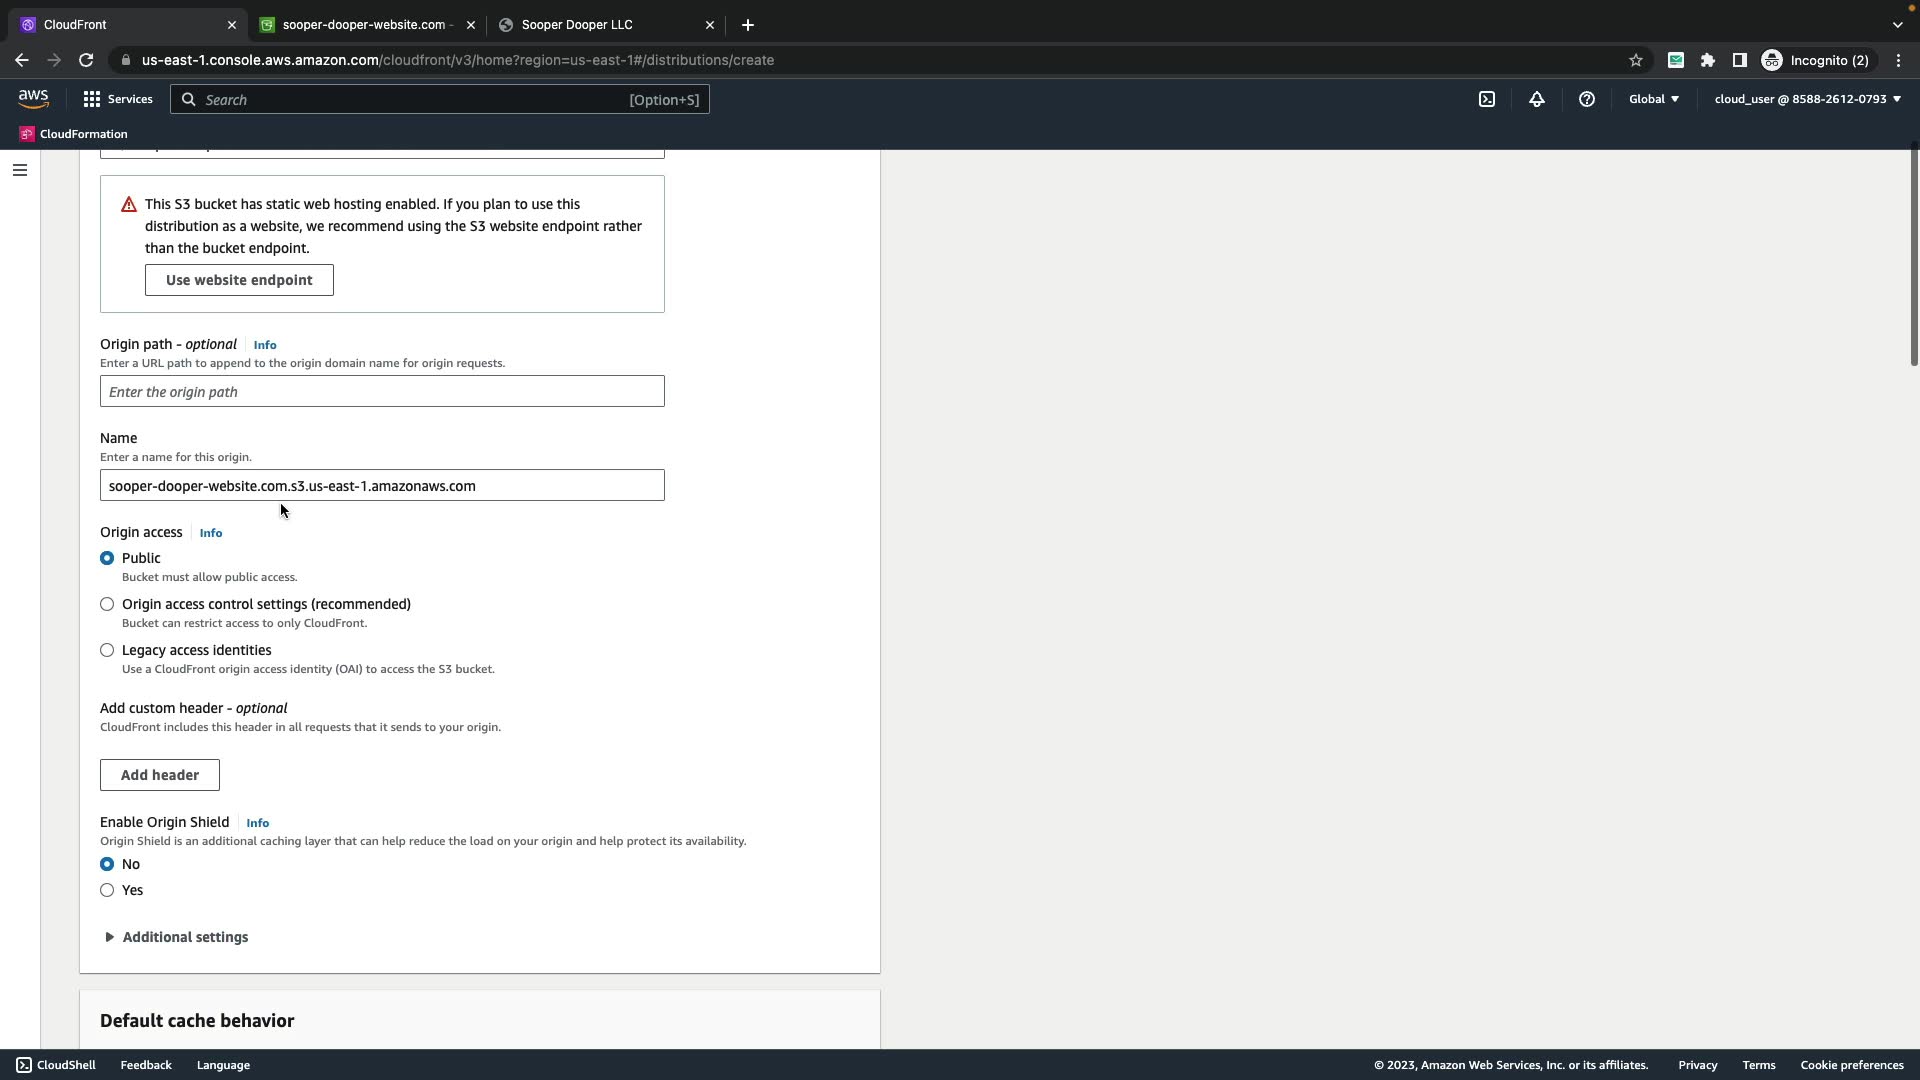 CloudFront
sooper-dooper-website.com -
Sooper Dooper LLC
us-east-1.console.aws.amazon.com/cloudfront/v3/home?region=us-east-1#/distributions/create
Incognito (2)
aws
Services
Search
[Option+S]
Global
cloud_user @ 8588-2612-0793
CloudFormation
This S3 bucket has static web hosting enabled. If you plan to use this
distribution as a website, we recommend using the S3 website endpoint rather
than the bucket endpoint.
Use website endpoint
Origin path - optional
Info
Enter a URL path to append to the origin domain name for origin requests.
Enter the origin path
Name
Enter a name for this origin.
sooper-dooper-website.com.s3.us-east-1.amazonaws.com
Origin access
Info
Public
Bucket must allow public access.
Origin access control settings (recommended)
Bucket can restrict access to only CloudFront.
Legacy access identities
Use a CloudFront origin access identity (OAI) to access the S3 bucket.
Add custom header - optional
CloudFront includes this header in all requests that it sends to your origin.
Add header
Enable Origin Shield
Info
Origin Shield is an additional caching layer that can help reduce the load on your origin and help protect its availability.
No
Yes
Additional settings
Default cache behavior
CloudShell
Feedback
Language
© 2023, Amazon Web Services, Inc. or its affiliates.
Privacy
Terms
Cookie preferences